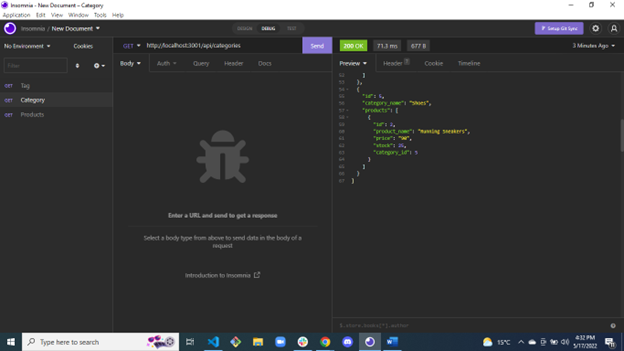 Insomnia - New Document – Category
Application Edit View Window Tools Help
Insomnia / New Document
DESIGN DEBUG TEST
Setup Git Sync
No Environment Cookies
GET http://localhost:3001/api/categories Send
200 OK 71.3 ms 677 B 3 Minutes Ago
Filter
Body Auth Query Header Docs
Preview Header Cookie Timeline
GET Tag
GET Category
GET Products
52 ]
53 },
54 {
55 "id": 5,
56 "category_name": "Shoes",
57 "products": [
58 {
59 "id": 2,
60 "product_name": "Running Sneakers",
61 "price": "90",
62 "stock": 25,
63 "category_id": 5
64 }
65 ]
66 }
67 ]
Enter a URL and send to get a response
Select a body type from above to send data in the body of a
request
Introduction to Insomnia
$.store.books[*].author
Type here to search
15°C
4:32 PM
5/17/2022